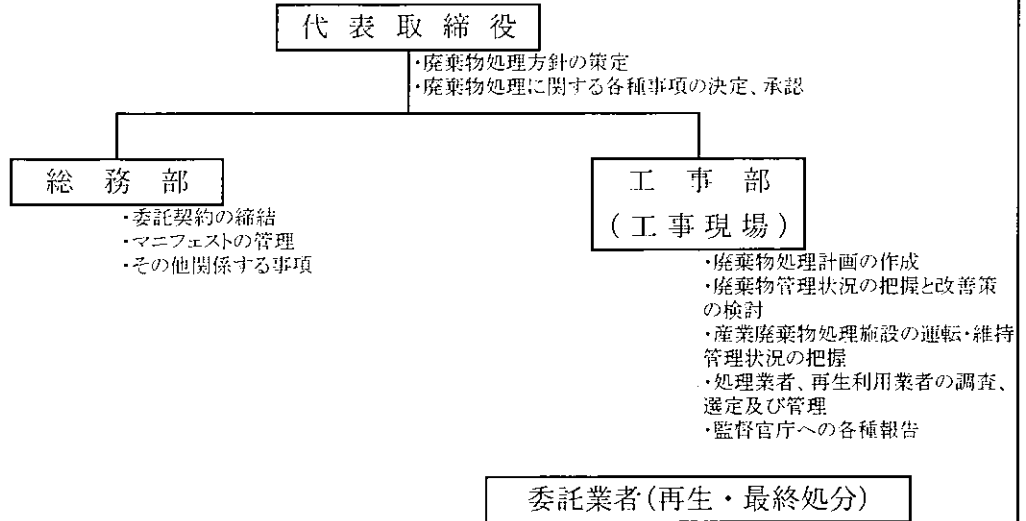 代表取締役
・廃棄物処理方針の策定
・廃棄物処理に関する各種事項の決定、承認
総務部
・委託契約の締結
・マニフェストの管理
・その他関係する事項
工事部
(工事現場)
・廃棄物処理計画の作成
・廃棄物管理状況の把握と改善策
の検討
・産業廃棄物処理施設の運転・維持
管理状況の把握
・処理業者、再生利用業者の調査、
選定及び管理
・監督官庁への各種報告
委託業者(再生・最終処分)